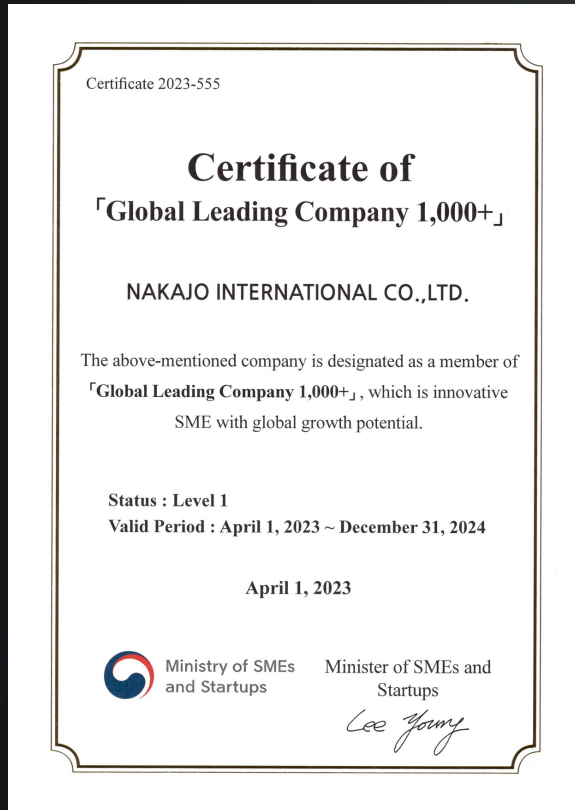 Certificate 2023-555
Certificate of
「Global Leading Company 1,000+」
NAKAJO INTERNATIONAL CO.,LTD.
The above-mentioned company is designated as a member of
「Global Leading Company 1,000+」, which is innovative
SME with global growth potential.
Status : Level 1
Valid Period : April 1, 2023 ~ December 31, 2024
April 1, 2023
Ministry of SMEs
and Startups
Minister of SMEs and
Startups
Lee Young